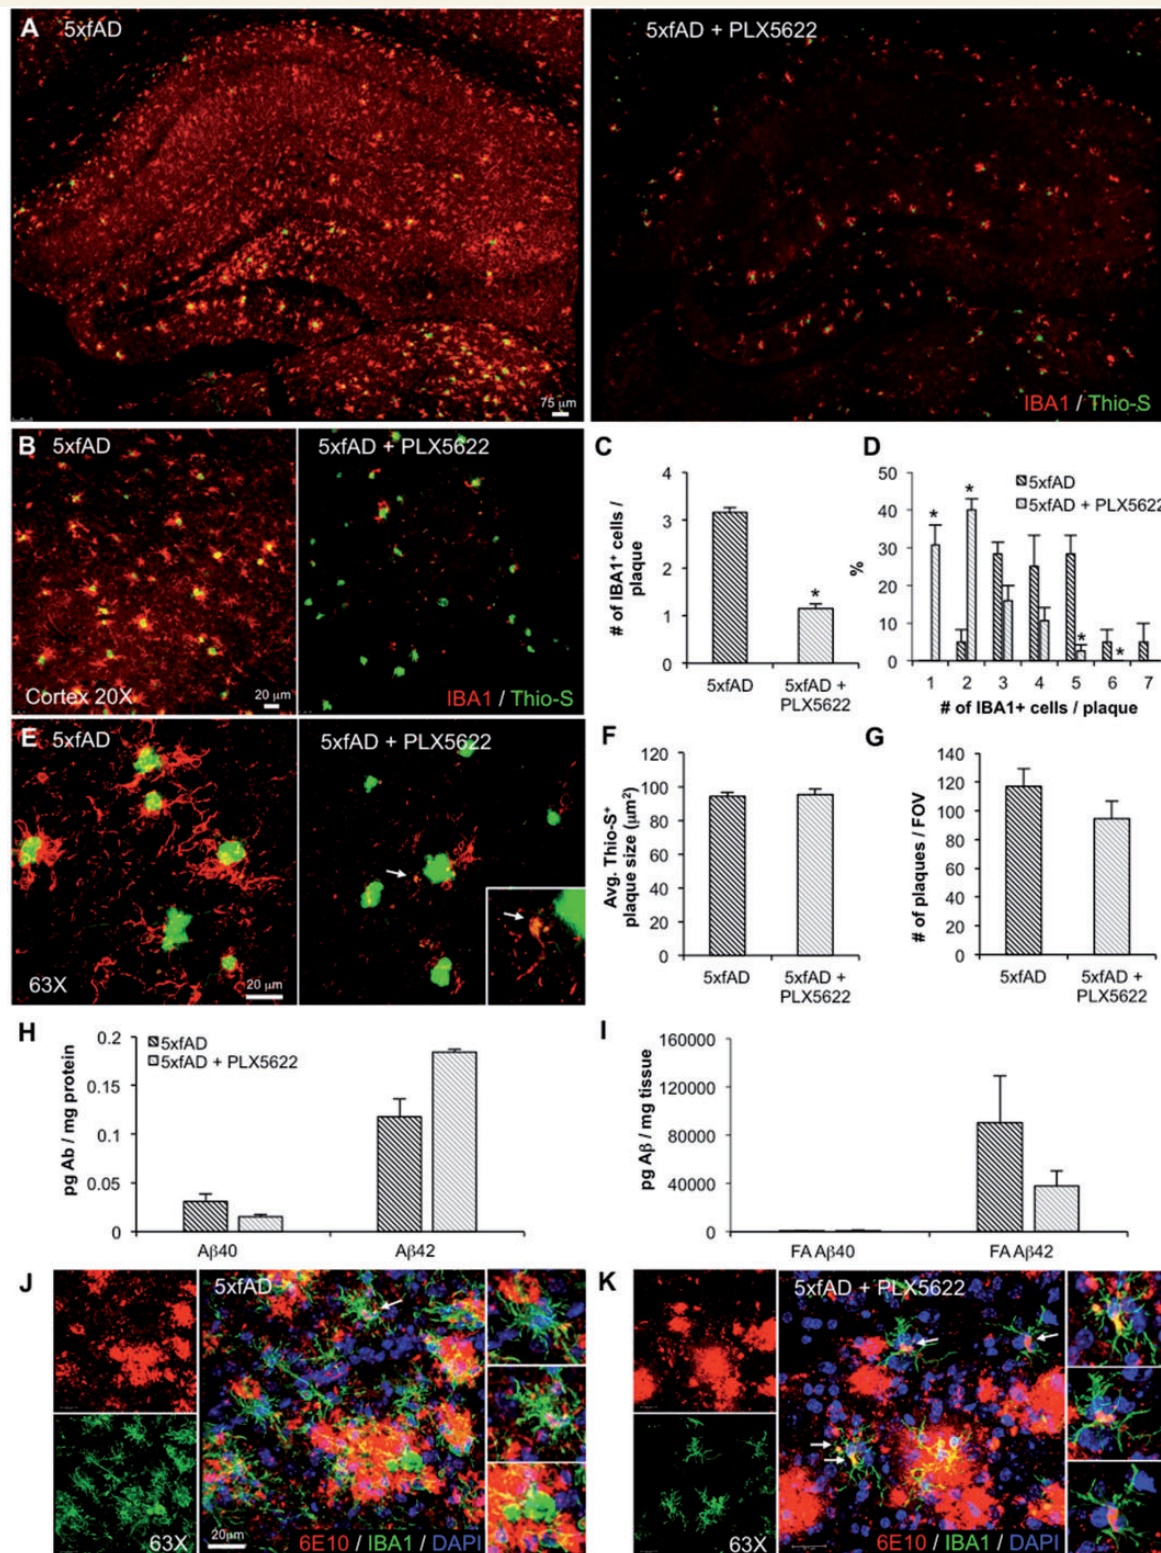 A 5xfAD
5xfAD + PLX5622
75 µm
IBA1 / Thio-S
B 5xfAD
5xfAD + PLX5622
Cortex 20X
20 µm
IBA1 / Thio-S
C
# of IBA1+ cells /
plaque
4
3
2
1
0
*
5xfAD
5xfAD +
PLX5622
D
%
50
40
30
20
10
0
5xfAD
5xfAD + PLX5622
* * * *
1 2 3 4 5 6 7
# of IBA1+ cells / plaque
E 5xfAD
5xfAD + PLX5622
63X
20 µm
F
Avg. Thio-S+
plaque size (µm2)
120
100
80
60
40
20
0
5xfAD
5xfAD +
PLX5622
G
# of plaques / FOV
140
120
100
80
60
40
20
0
5xfAD
5xfAD +
PLX5622
H
pg Ab / mg protein
0.2
0.15
0.1
0.05
0
5xfAD
5xfAD + PLX5622
Aβ40
Aβ42
I
pg Aβ / mg tissue
160000
120000
80000
40000
0
FA Aβ40
FA Aβ42
J 5xfAD
63X
20µm
6E10 / IBA1 / DAPI
K 5xfAD + PLX5622
63X
6E10 / IBA1 / DAPI